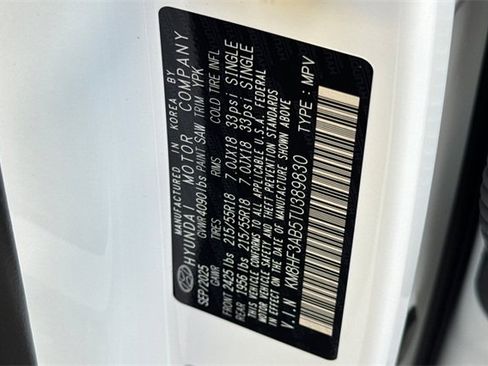 MANUFACTURED IN KOREA BY
HYUNDAI MOTOR COMPANY
SEP/2025 GVWR4090lbs PAINT SAW TRIM YPK
GAWR TIRES RIMS COLD TIRE INFL
FRONT 2425 lbs 215/55R18 7.0JX18 33psi SINGLE
REAR 1956 lbs 215/55R18 7.0JX18 33psi SINGLE
THIS VEHICLE CONFORMS TO ALL APPLICABLE U.S.A. FEDERAL
MOTOR VEHICLE SAFETY, BUMPER, AND THEFT PREVENTION STANDARDS
IN EFFECT ON THE DATE OF MANUFACTURE SHOWN ABOVE
V.I.N KM8HF3AB5TU389830 TYPE : MPV